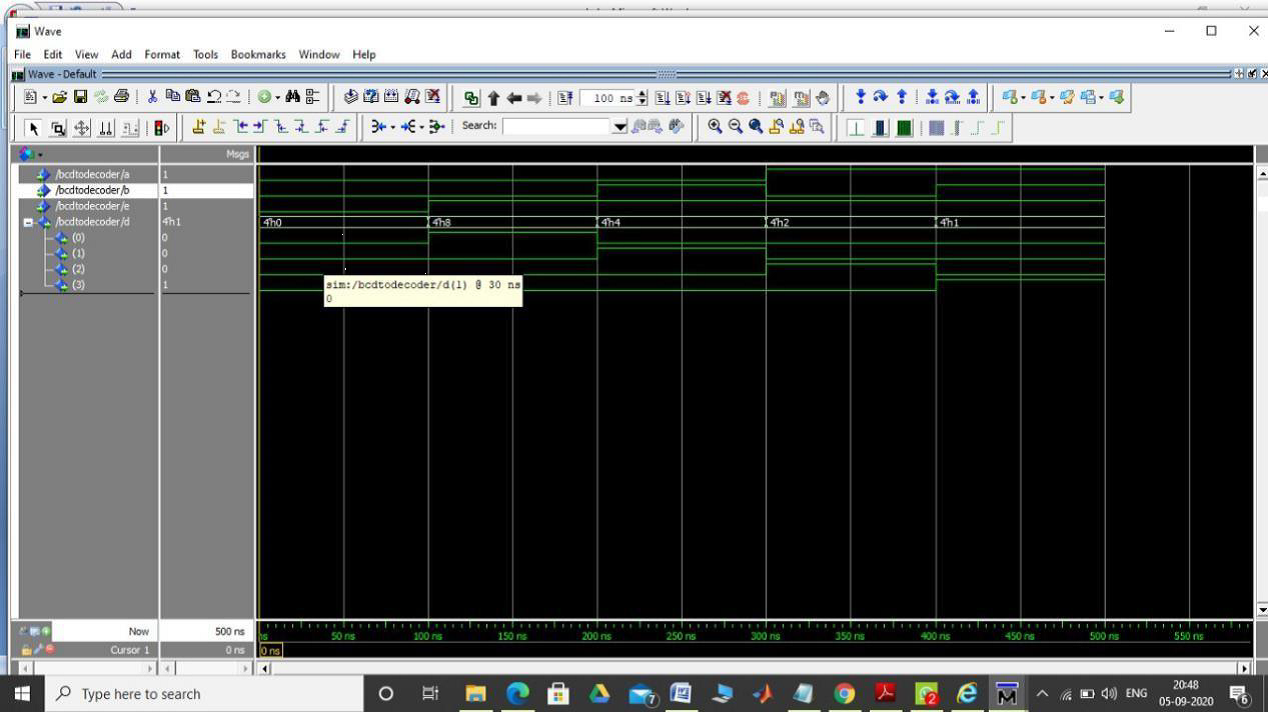 Wave
File Edit View Add Format Tools Bookmarks Window Help
Wave - Default
100 ns
Search:
Msgs
/bcdtodecoder/a 1
/bcdtodecoder/b 1
/bcdtodecoder/e 1
/bcdtodecoder/d 4'h1 4'h0 4'h8 4'h4 4'h2 4'h1
(0) 0
(1) 0
(2) 0
(3) 1
sim:/bcdtodecoder/d(1) @ 30 ns
0
Now 500 ns ns 50 ns 100 ns 150 ns 200 ns 250 ns 300 ns 350 ns 400 ns 450 ns 500 ns 550 ns
Cursor 1 0 ns 0 ns
Type here to search 7 2 ENG 20:48 6
05-09-2020